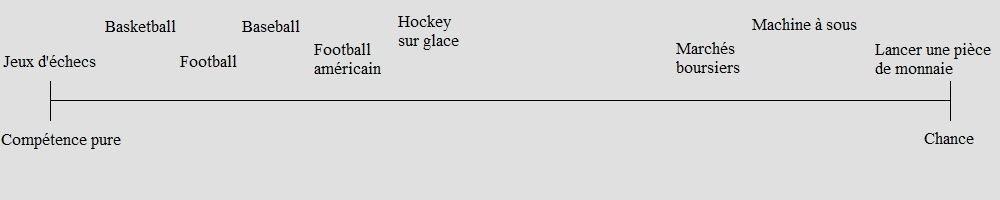 Jeux d'échecs
Basketball
Football
Baseball
Football
américain
Hockey
sur glace
Marchés
boursiers
Machine à sous
Lancer une pièce
de monnaie
Compétence pure
Chance